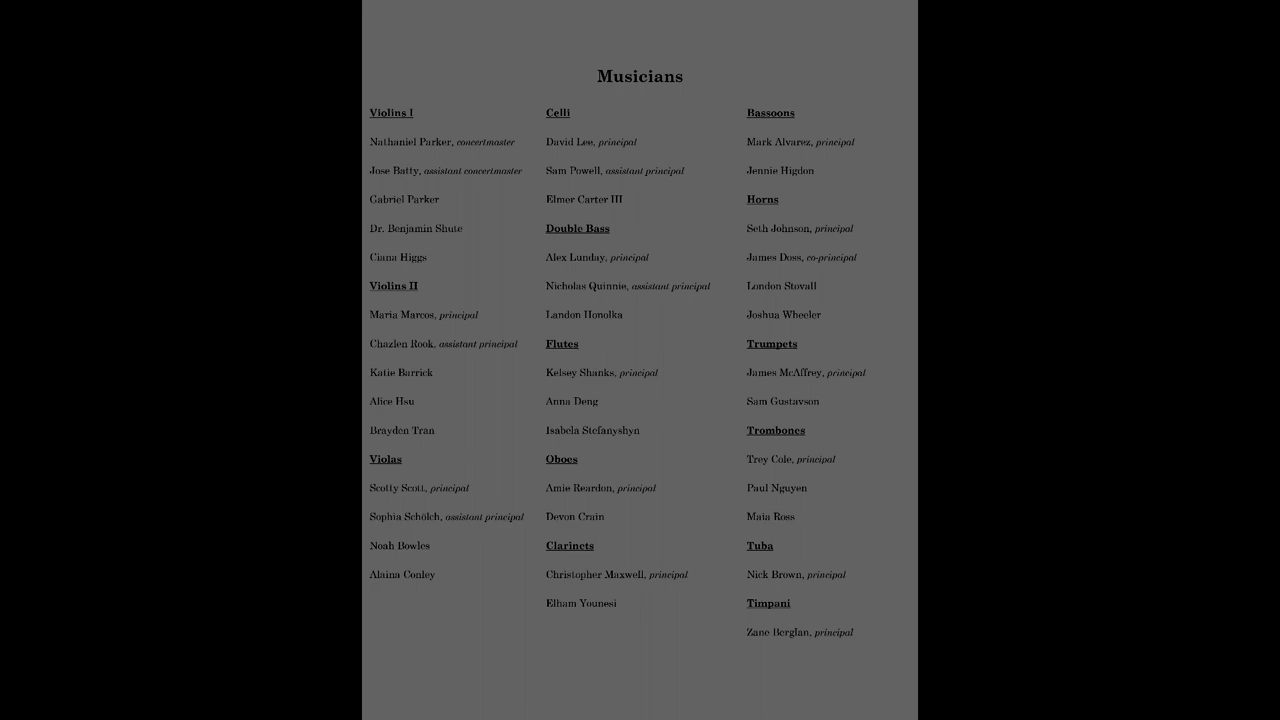 Musicians
Violins I
Nathaniel Parker, concertmaster
Jose Batty, assistant concertmaster
Gabriel Parker
Dr. Benjamin Shute
Ciana Higgs
Violins II
Maria Marcos, principal
Chazlen Rook, assistant principal
Katie Barrick
Alice Hsu
Brayden Tran
Violas
Scotty Scott, principal
Sophia Schölch, assistant principal
Noah Bowles
Alaina Conley
Celli
David Lee, principal
Sam Powell, assistant principal
Elmer Carter III
Double Bass
Alex Lunday, principal
Nicholas Quinnie, assistant principal
Landon Honolka
Flutes
Kelsey Shanks, principal
Anna Deng
Isabela Stefanyshyn
Oboes
Amie Reardon, principal
Devon Crain
Clarinets
Christopher Maxwell, principal
Elham Younesi
Bassoons
Mark Alvarez, principal
Jennie Higdon
Horns
Seth Johnson, principal
James Doss, co-principal
London Stovall
Joshua Wheeler
Trumpets
James McAffrey, principal
Sam Gustavson
Trombones
Trey Cole, principal
Paul Nguyen
Maia Ross
Tuba
Nick Brown, principal
Timpani
Zane Berglan, principal